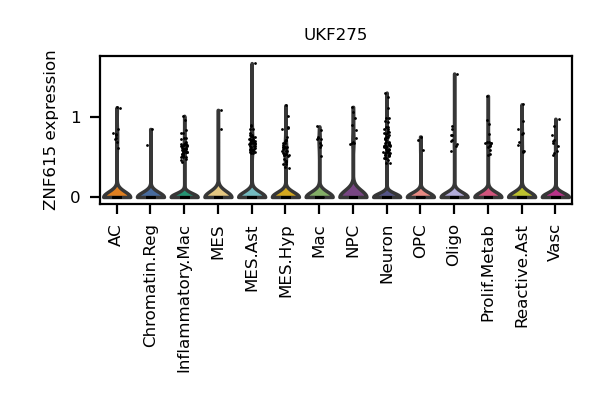 UKF275
ZNF615 expression
1
0
AC
Chromatin.Reg
Inflammatory.Mac
MES
MES.Ast
MES.Hyp
Mac
NPC
Neuron
OPC
Oligo
Prolif.Metab
Reactive.Ast
Vasc